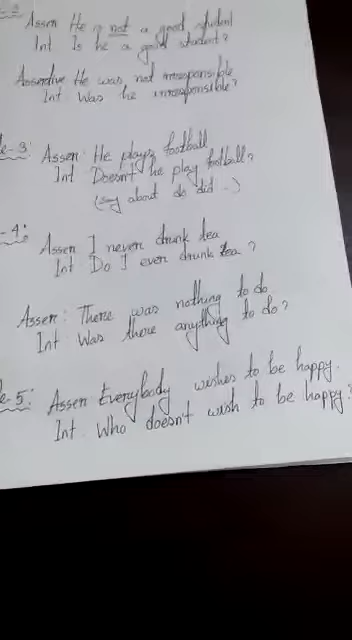 Assen He is not a good student
Int Is he a good student?
Assertive He was not irresponsible
Int. Was he irresponsible?
3: Assen: He plays football
Int Doesn't he play football?
(say about do did -)
-4: Assen I never drunk tea
Int Do I ever drunk tea?
Assen: There was nothing to do
Int Was there anything to do?
e-5: Assen Everybody wishes to be happy.
Int. Who doesn't wish to be happy?